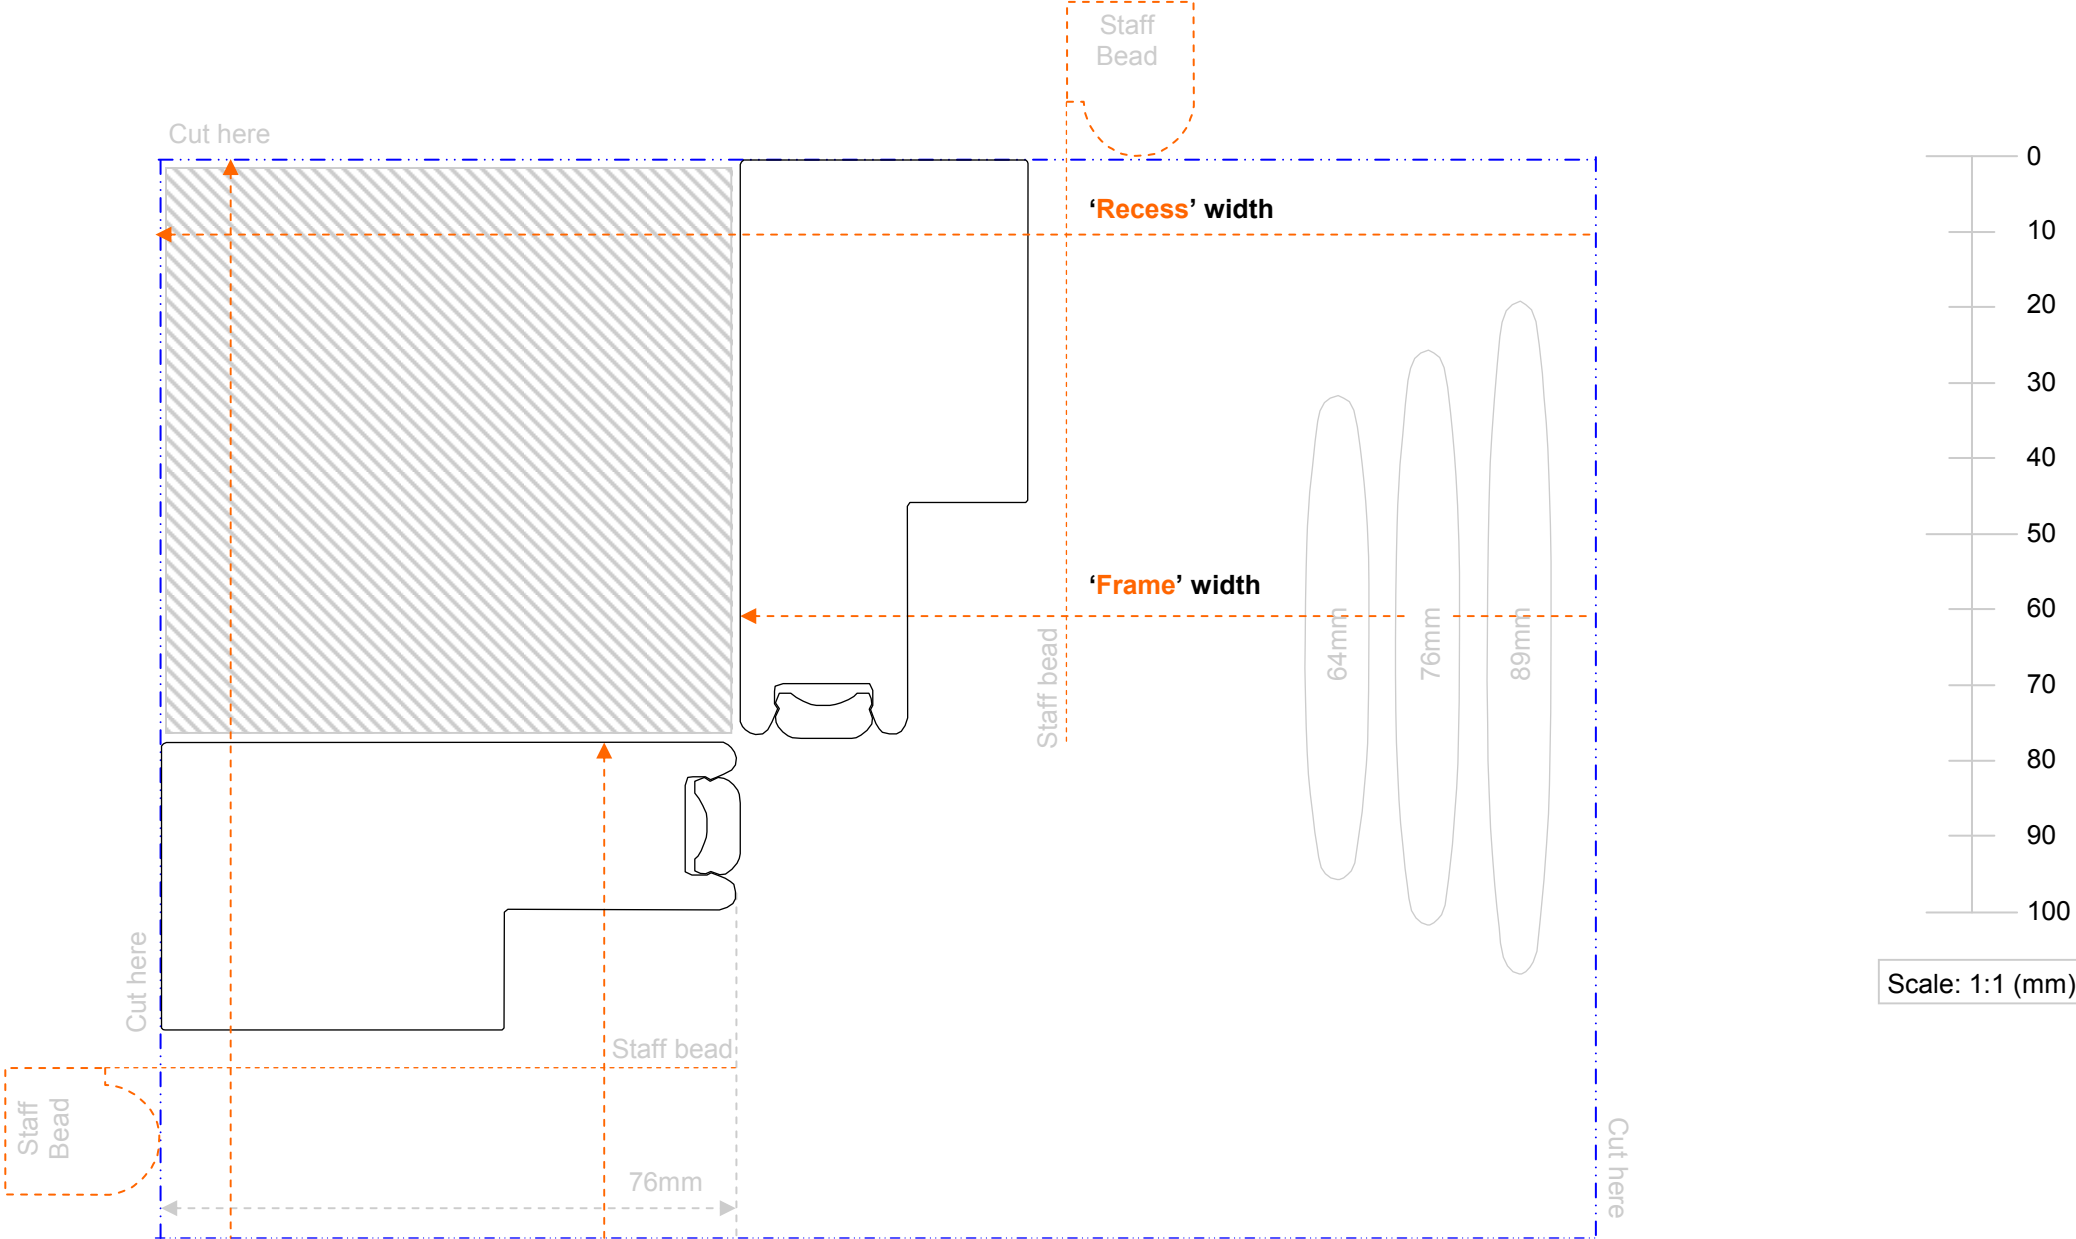 Staff
Bead
Cut here
‘Recess’ width
‘Frame’ width
64mm
76mm
89mm
Staff bead
Cut here
Staff bead
Staff
Bead
76mm
Cut here
0
10
20
30
40
50
60
70
80
90
100
Scale: 1:1 (mm)